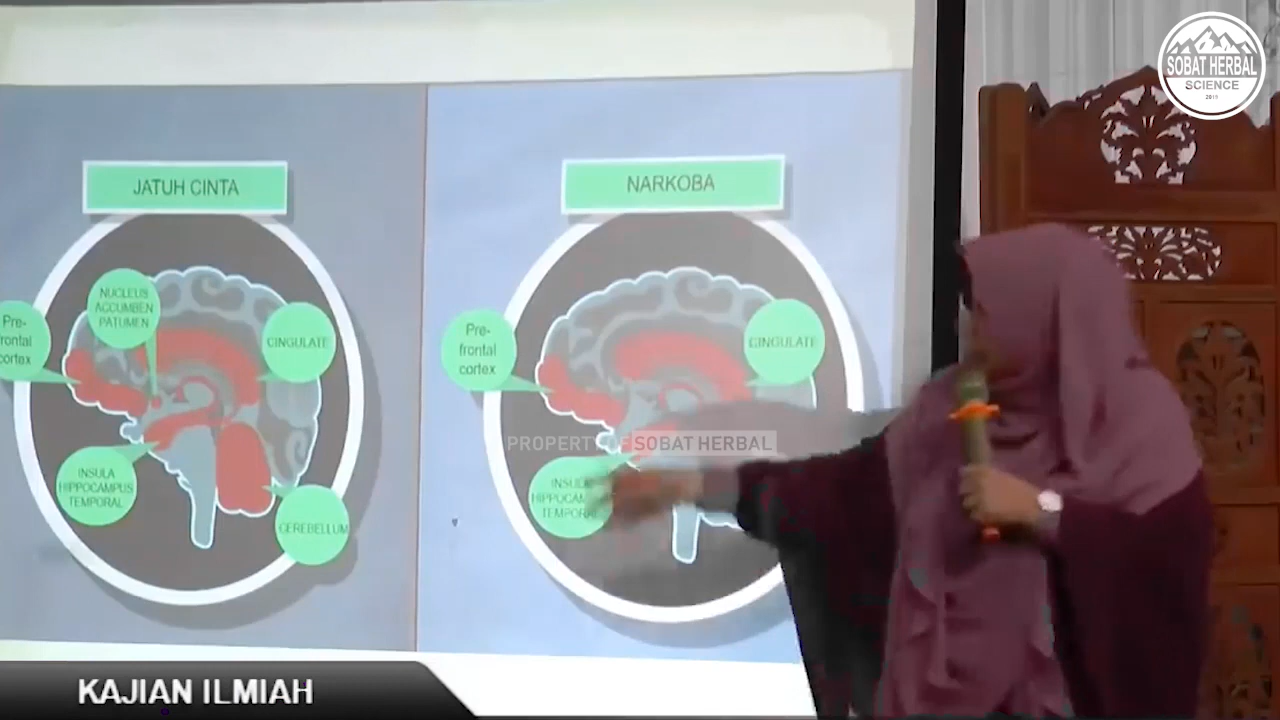 SOBAT HERBAL
SCIENCE
2015
JATUH CINTA
NARKOBA
NUCLEUS
ACCUMBEN
PATUMEN
Pre-
frontal
cortex
CINGULATE
INSULA
HIPPOCAMPUS
TEMPORAL
CEREBELLUM
Pre-
frontal
cortex
CINGULATE
PROPERTY OF SOBAT HERBAL
KAJIAN ILMIAH